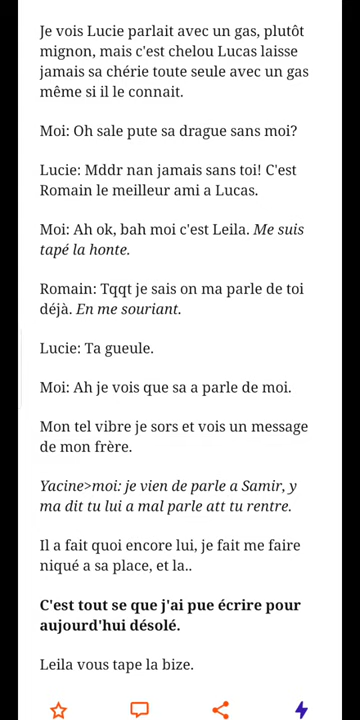 Je vois Lucie parlait avec un gas, plutôt
mignon, mais c'est chelou Lucas laisse
jamais sa chérie toute seule avec un gas
même si il le connait.
Moi: Oh sale pute sa drague sans moi?
Lucie: Mddr nan jamais sans toi! C'est
Romain le meilleur ami a Lucas.
Moi: Ah ok, bah moi c'est Leila. Me suis
tapé la honte.
Romain: Tqqt je sais on ma parle de toi
déjà. En me souriant.
Lucie: Ta gueule.
Moi: Ah je vois que sa a parle de moi.
Mon tel vibre je sors et vois un message
de mon frère.
Yacine>moi: je vien de parle a Samir, y
ma dit tu lui a mal parle att tu rentre.
Il a fait quoi encore lui, je fait me faire
niqué a sa place, et la..
C'est tout se que j'ai pue écrire pour
aujourd'hui désolé.
Leila vous tape la bize.